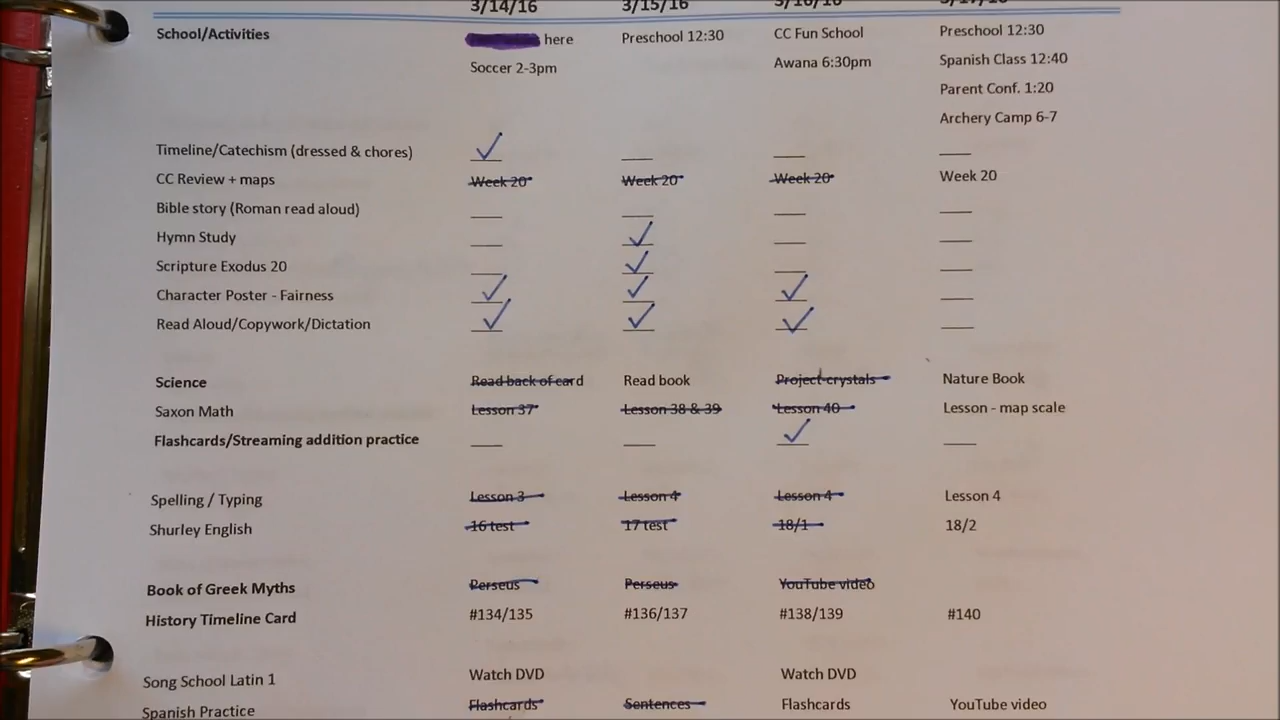 3/14/16 3/15/16 3/16/16 3/17/16
School/Activities here Preschool 12:30 CC Fun School Preschool 12:30
Soccer 2-3pm Awana 6:30pm Spanish Class 12:40
Parent Conf. 1:20
Archery Camp 6-7
Timeline/Catechism (dressed & chores)
CC Review + maps Week 20 Week 20 Week 20 Week 20
Bible story (Roman read aloud)
Hymn Study
Scripture Exodus 20
Character Poster - Fairness
Read Aloud/Copywork/Dictation
Science Read back of card Read book Project-crystals Nature Book
Saxon Math Lesson 37 Lesson 38 & 39 Lesson 40 Lesson - map scale
Flashcards/Streaming addition practice
Spelling / Typing Lesson 3 Lesson 4 Lesson 4 Lesson 4
Shurley English 16 test 17 test 18/1 18/2
Book of Greek Myths Perseus Perseus YouTube video
History Timeline Card #134/135 #136/137 #138/139 #140
Song School Latin 1 Watch DVD Watch DVD
Spanish Practice Flashcards Sentences Flashcards YouTube video